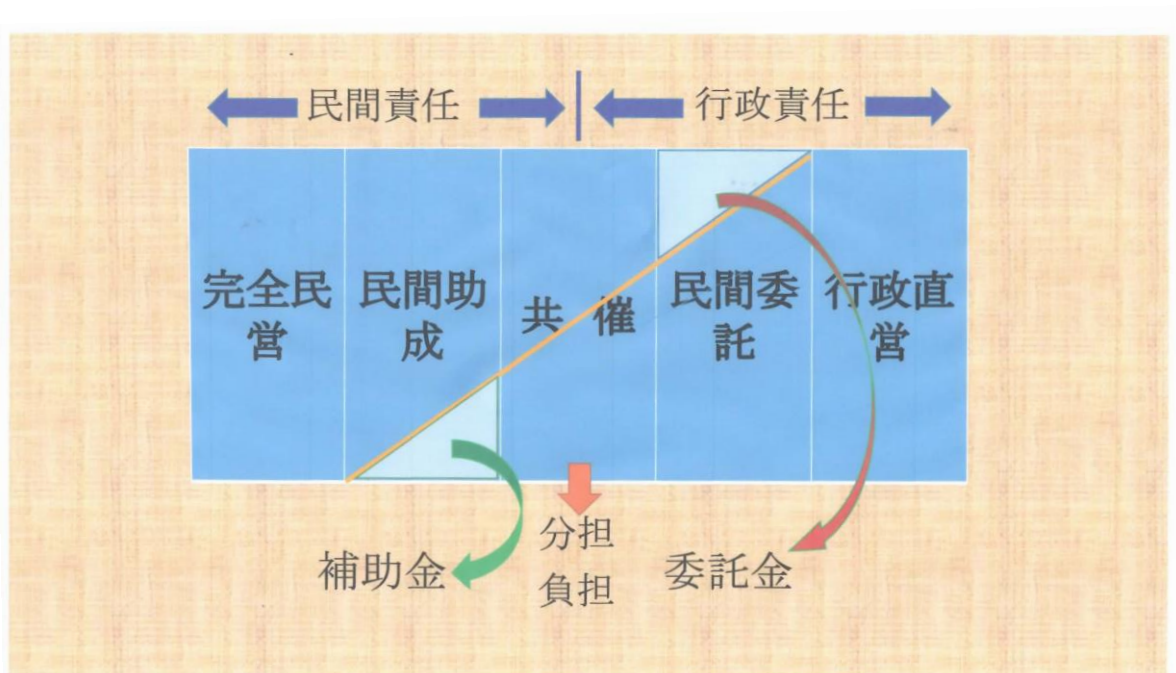 民間責任
行政責任
完全民
営
民間助
成
共　催
民間委
託
行政直
営
分担
負担
補助金
委託金